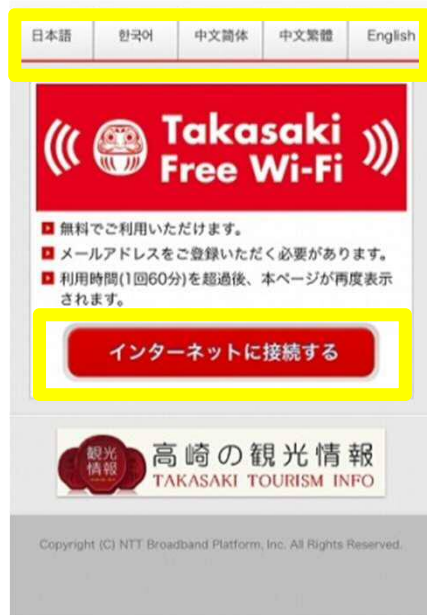 日本語 한국어 中文简体 中文繁體 English
Takasaki
Free Wi-Fi
無料でご利用いただけます。
メールアドレスをご登録いただく必要があります。
利用時間(1回60分)を超過後、本ページが再度表示
されます。
インターネットに接続する
観光
情報
高崎の観光情報
TAKASAKI TOURISM INFO
Copyright (C) NTT Broadband Platform, Inc. All Rights Reserved.